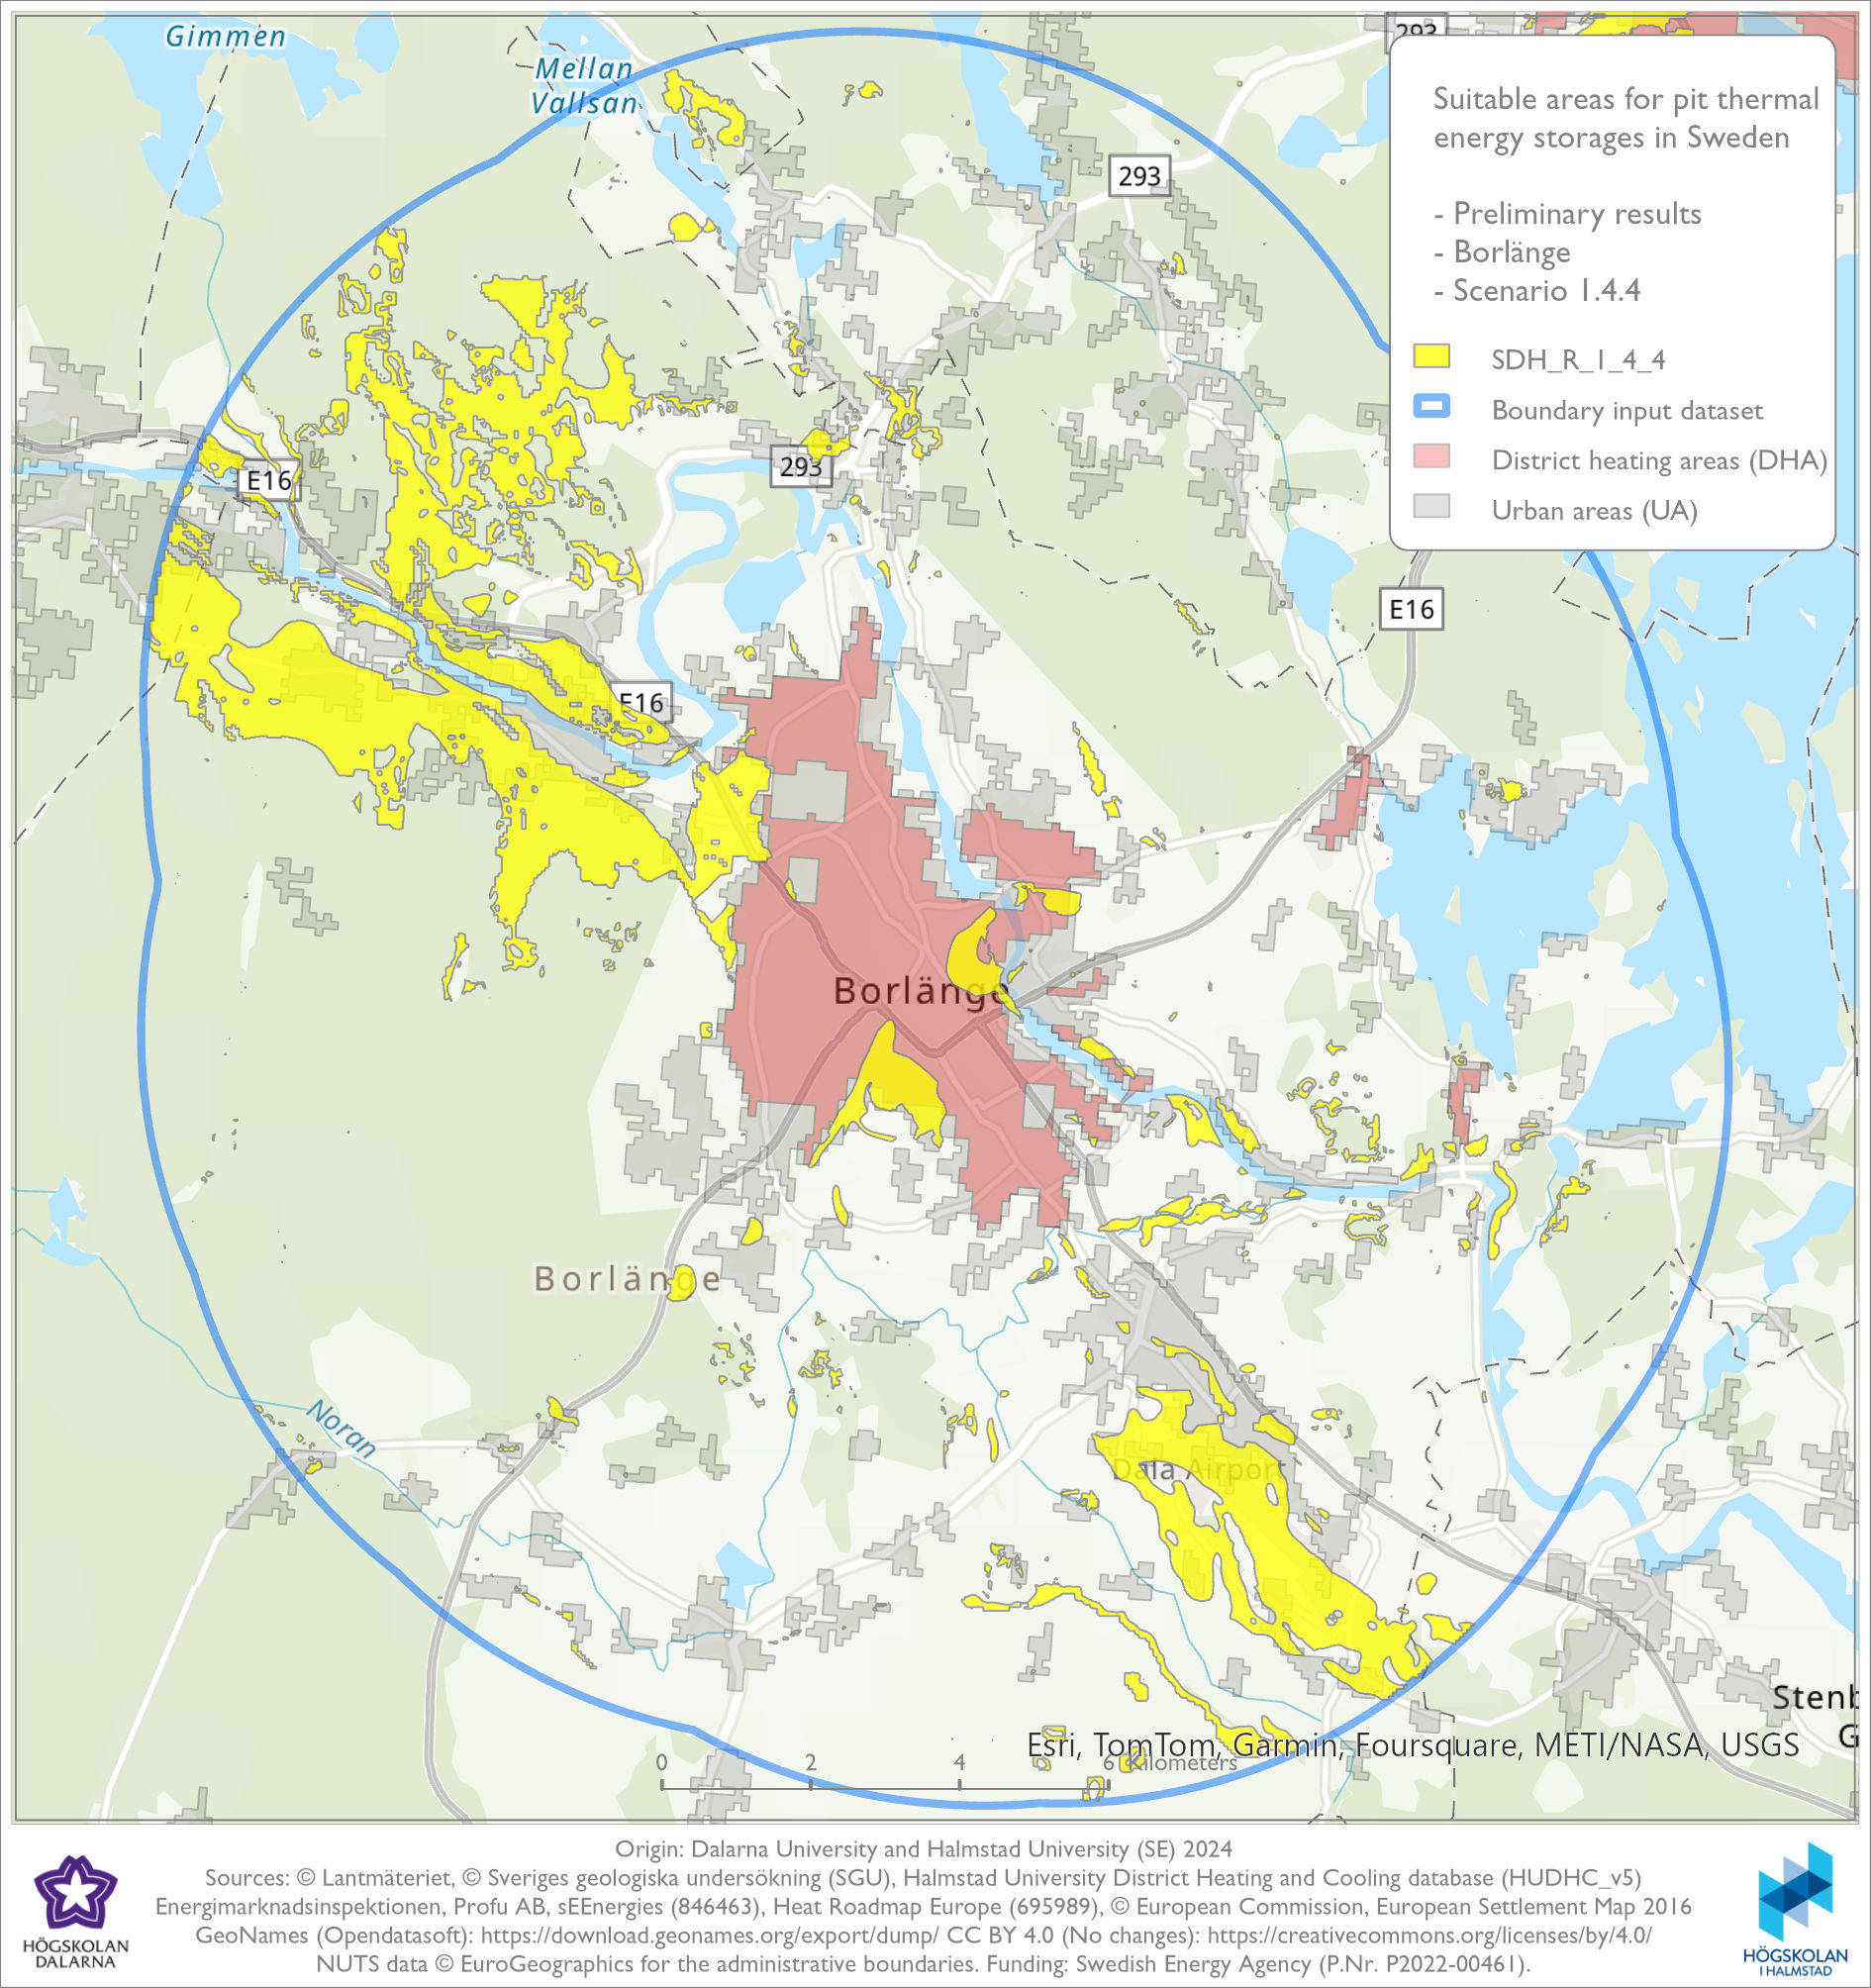 Gimmen
Mellan
Vallsan
293
293
Suitable areas for pit thermal
energy storages in Sweden
- Preliminary results
- Borlänge
- Scenario 1.4.4
SDH_R_1_4_4
Boundary input dataset
District heating areas (DHA)
Urban areas (UA)
E16
293
E16
E16
Borlänge
Borlänge
Noran
Dala Airport
Stenb
G
Esri, TomTom, Garmin, Foursquare, METI/NASA, USGS
0 2 4 6 Kilometers
Origin: Dalarna University and Halmstad University (SE) 2024
Sources: © Lantmäteriet, © Sveriges geologiska undersökning (SGU), Halmstad University District Heating and Cooling database (HUDHC_v5)
Energimarknadsinspektionen, Profu AB, sEEnergies (846463), Heat Roadmap Europe (695989), © European Commission, European Settlement Map 2016
GeoNames (Opendatasoft): https://download.geonames.org/export/dump/ CC BY 4.0 (No changes): https://creativecommons.org/licenses/by/4.0/
NUTS data © EuroGeographics for the administrative boundaries. Funding: Swedish Energy Agency (P.Nr. P2022-00461).
HÖGSKOLAN
DALARNA
HÖGSKOLAN
I HALMSTAD